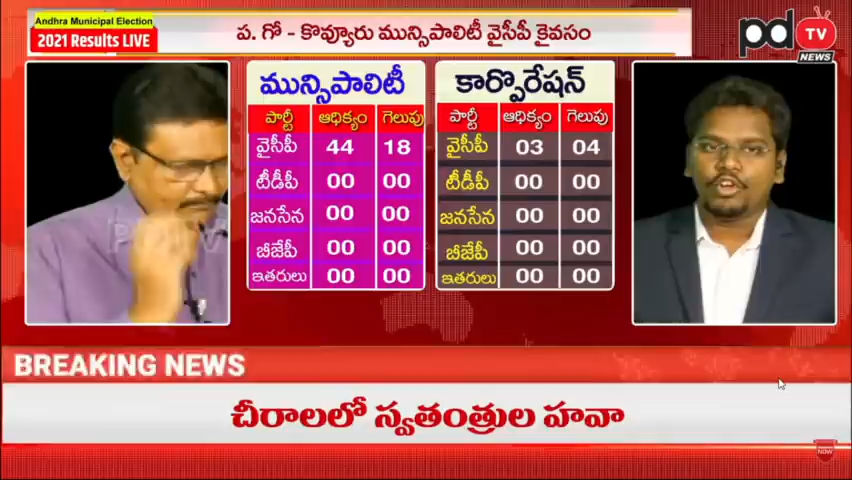 Andhra Municipal Election
2021 Results LIVE
ప. గో - కొవ్వూరు మున్సిపాలిటీ వైసీపీ కైవసం
pd TV
NEWS
మున్సిపాలిటీ
పార్టీ ఆధిక్యం గెలుపు
వైసీపీ 44 18
టీడీపీ 00 00
జనసేన 00 00
బీజేపీ 00 00
ఇతరులు 00 00
కార్పొరేషన్
పార్టీ ఆధిక్యం గెలుపు
వైసీపీ 03 04
టీడీపీ 00 00
జనసేన 00 00
బీజేపీ 00 00
ఇతరులు 00 00
PDTV
BREAKING NEWS
చీరాలలో స్వతంత్రుల హవా
NOW